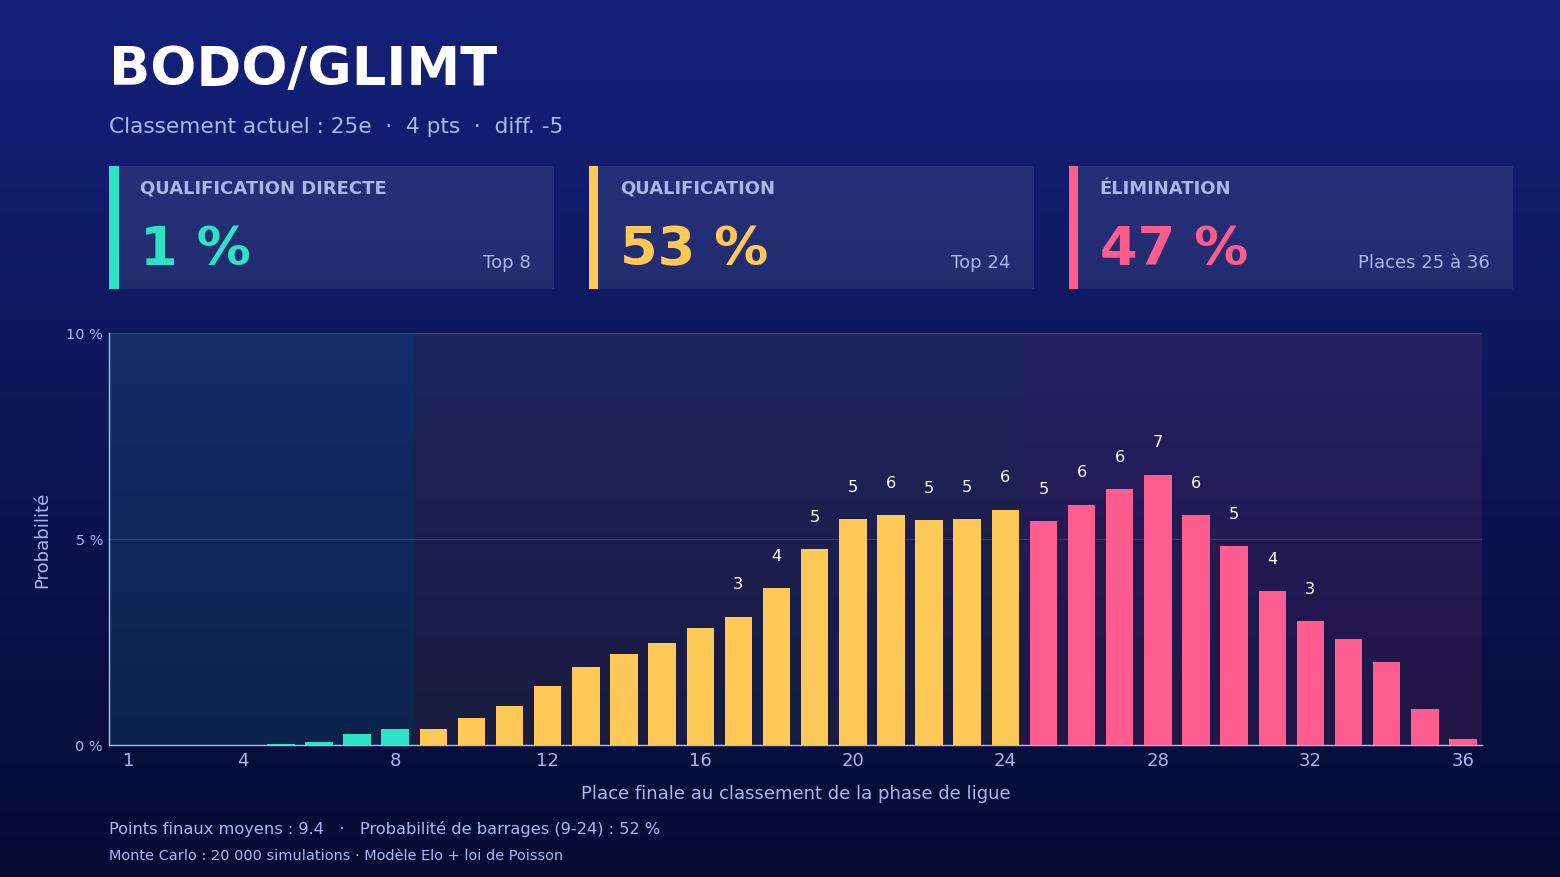 BODO/GLIMT
Classement actuel : 25e · 4 pts · diff. -5
QUALIFICATION DIRECTE
1 %
Top 8
QUALIFICATION
53 %
Top 24
ÉLIMINATION
47 %
Places 25 à 36
10 %
5 %
0 %
Probabilité
3
4
5
5
6
5
5
6
5
6
6
7
6
5
4
3
1
4
8
12
16
20
24
28
32
36
Place finale au classement de la phase de ligue
Points finaux moyens : 9.4 · Probabilité de barrages (9-24) : 52 %
Monte Carlo : 20 000 simulations · Modèle Elo + loi de Poisson